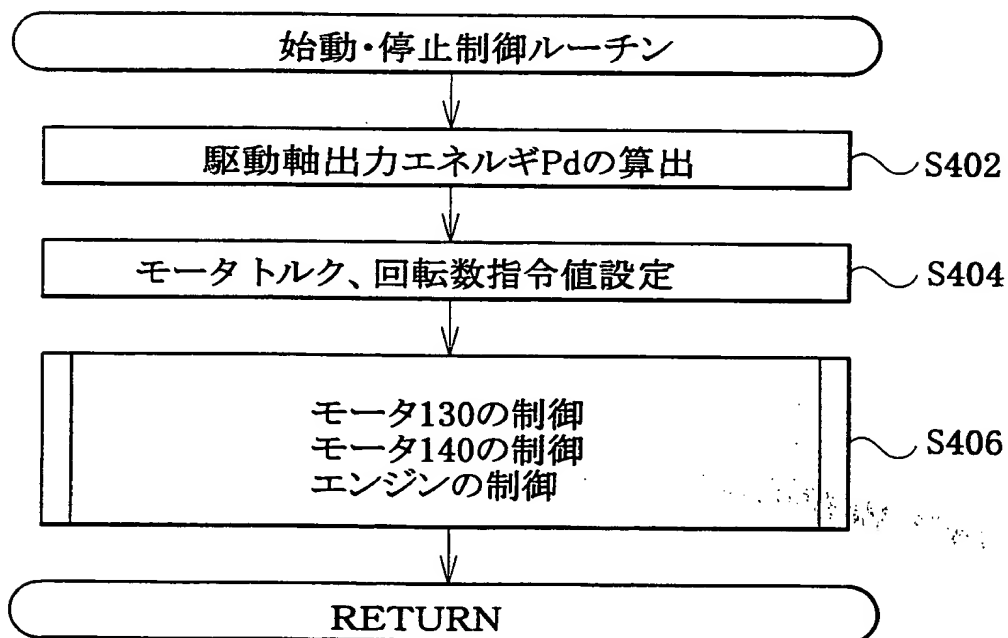 始動・停止制御ルーチン
駆動軸出力エネルギPdの算出
S402
モータトルク、回転数指令値設定
S404
モータ130の制御
モータ140の制御
エンジンの制御
S406
RETURN